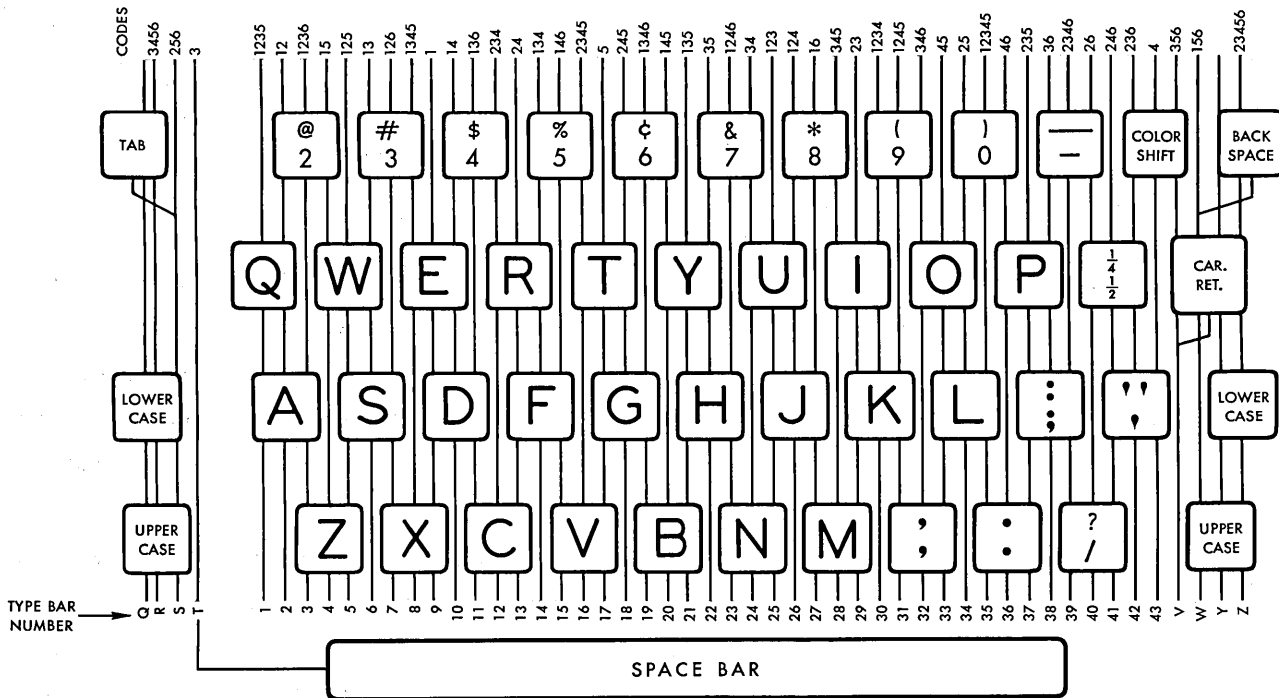 CODES 3456 256 3 1235 12 1236 15 125 13 126 1345 1 14 136 234 24 134 146 2345 5 245 1346 145 135 35 1246 34 123 124 16 345 23 1234 1245 346 45 25 12345 46 235 36 2346 26 246 236 4 356 156 23456
TAB
@
2
#
3
$
4
%
5
¢
6
&
7
*
8
(
9
)
0
—
-
COLOR
SHIFT
BACK
SPACE
Q W E R T Y U I O P
1/4
1/2
CAR.
RET.
LOWER
CASE
A S D F G H J K L
:
;
"
'
LOWER
CASE
UPPER
CASE
Z X C V B N M
,
,
.
.
?
/
UPPER
CASE
TYPE BAR
NUMBER
Q R S T 1 2 3 4 5 6 7 8 9 10 11 12 13 14 15 16 17 18 19 20 21 22 23 24 25 26 27 28 29 30 31 32 33 34 35 36 37 38 39 40 41 42 43 V W Y Z
SPACE BAR